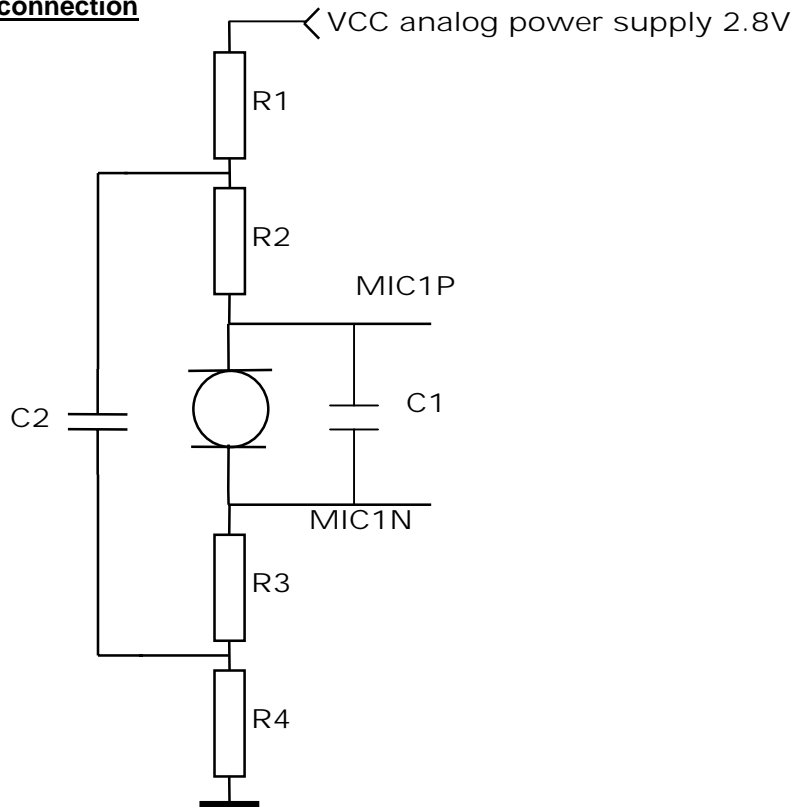 connection
VCC analog power supply 2.8V
R1
R2
MIC1P
C2
C1
MIC1N
R3
R4